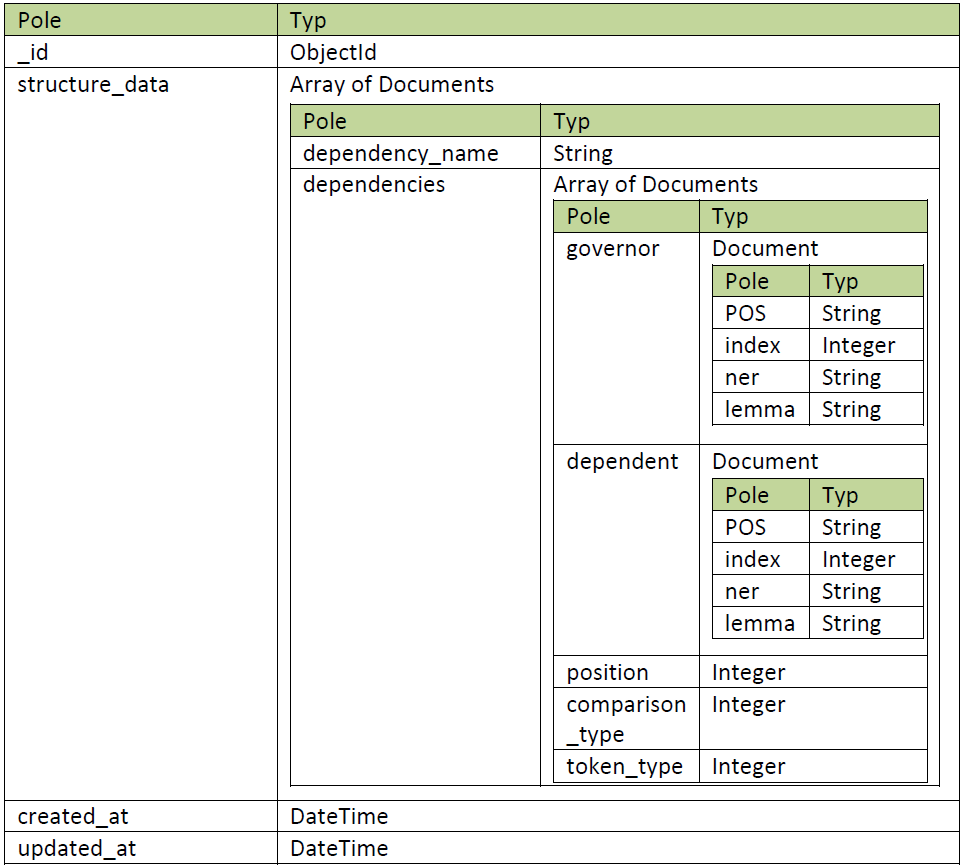 Pole Typ
_id ObjectId
structure_data Array of Documents
Pole Typ
dependency_name String
dependencies Array of Documents
Pole Typ
governor Document
Pole Typ
POS String
index Integer
ner String
lemma String
dependent Document
Pole Typ
POS String
index Integer
ner String
lemma String
position Integer
comparison Integer
_type
token_type Integer
created_at DateTime
updated_at DateTime